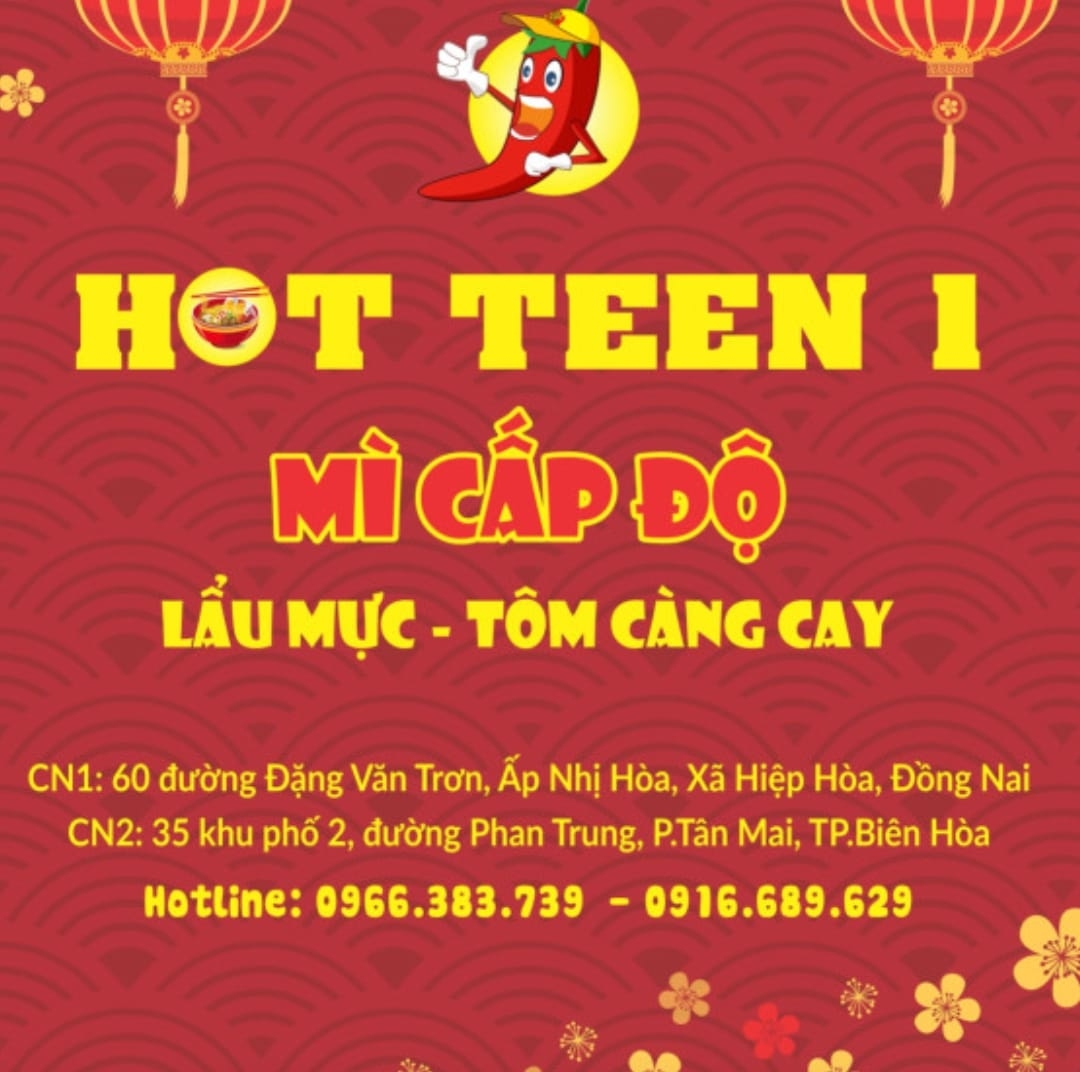 HOT TEEN 1
MÌ CẤP ĐỘ
LẨU MỰC - TÔM CÀNG CAY
CN1: 60 đường Đặng Văn Trơn, Ấp Nhị Hòa, Xã Hiệp Hòa, Đồng Nai
CN2: 35 khu phố 2, đường Phan Trung, P.Tân Mai, TP.Biên Hòa
Hotline: 0966.383.739 - 0916.689.629